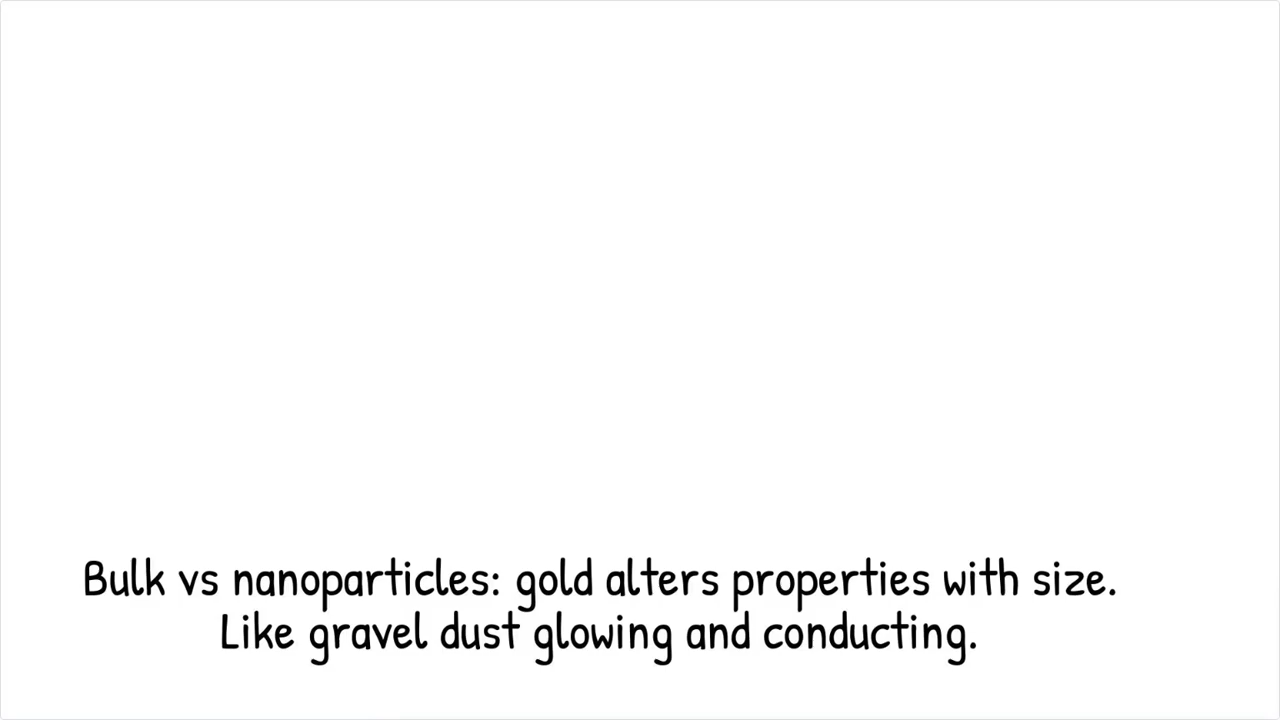 Bulk vs nanoparticles: gold alters properties with size.
Like gravel dust glowing and conducting.